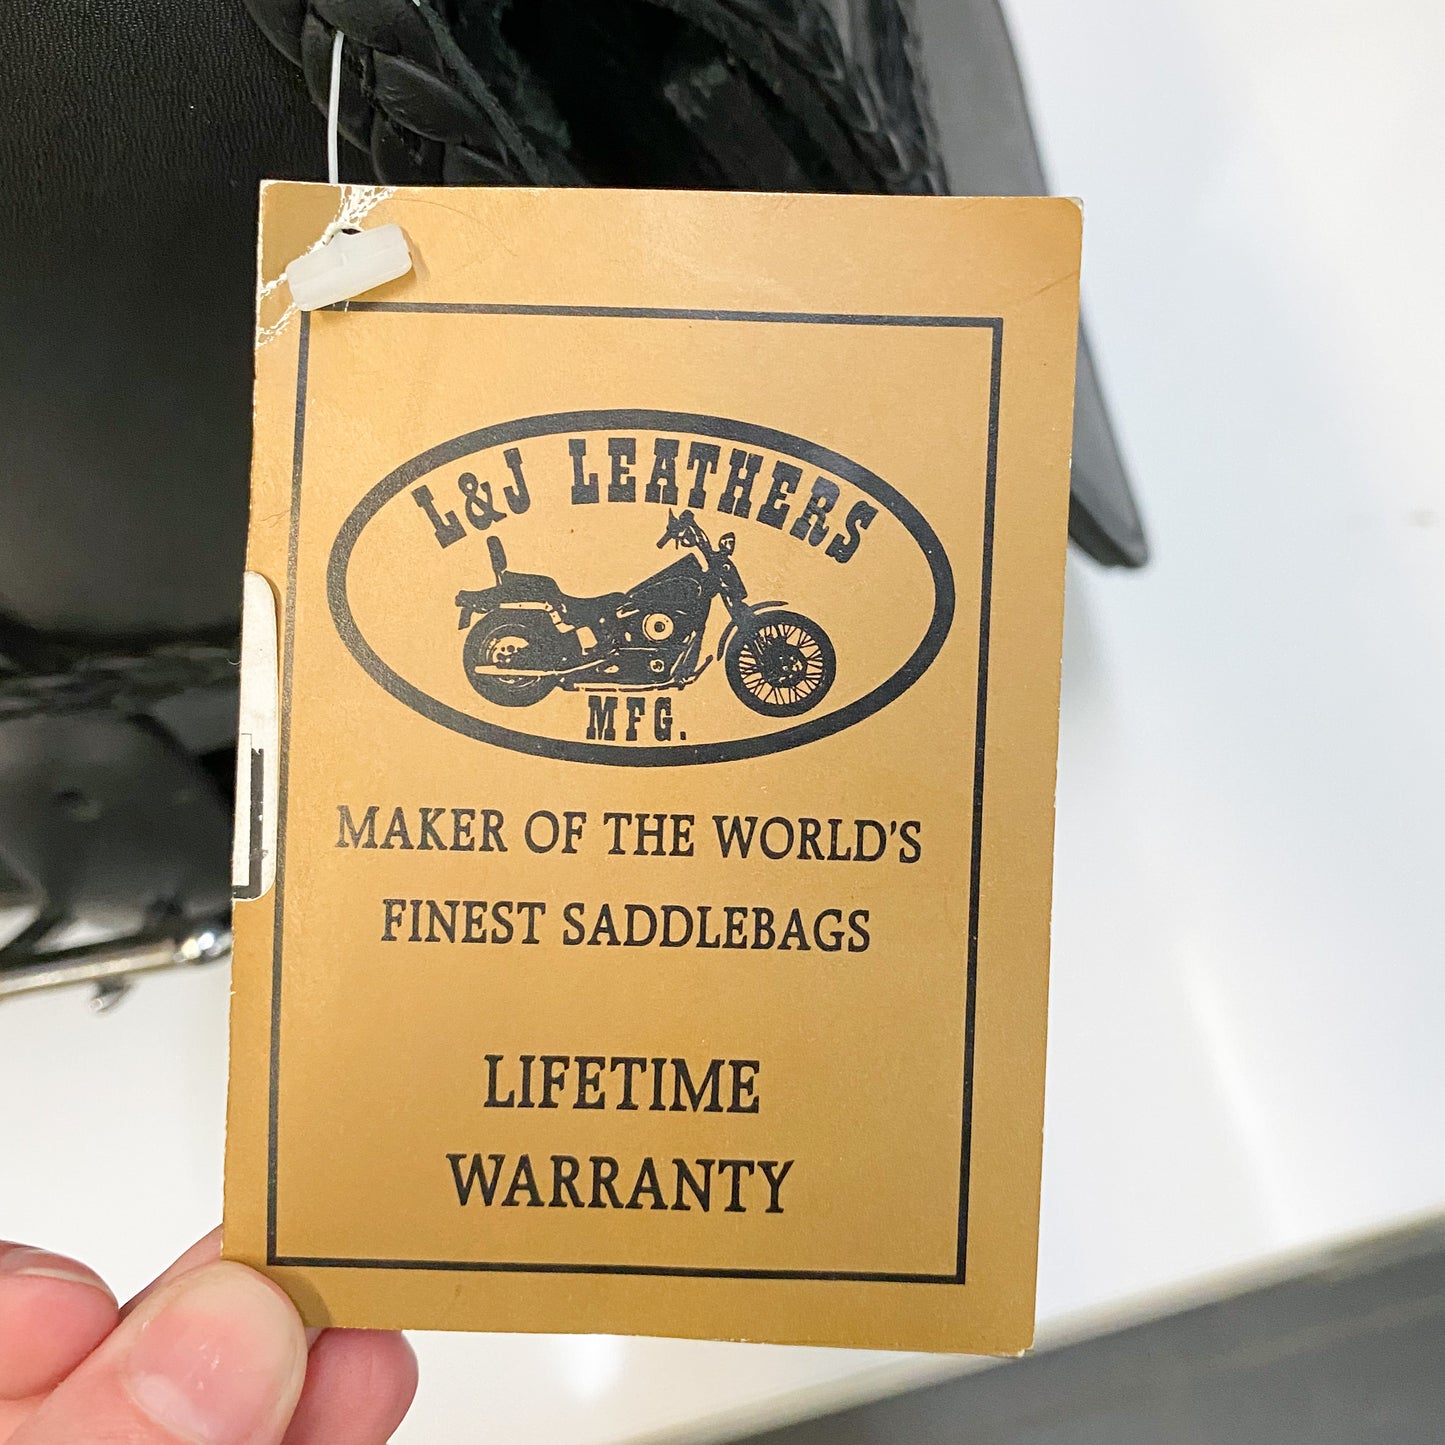 L&J LEATHERS
MFG.
MAKER OF THE WORLD'S
FINEST SADDLEBAGS
LIFETIME
WARRANTY